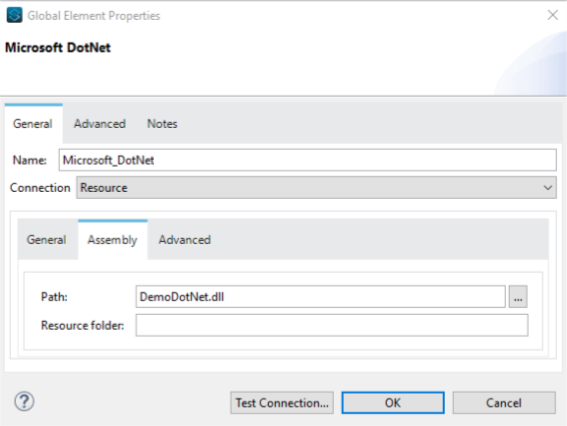 Global Element Properties
Microsoft DotNet
General Advanced Notes
Name: Microsoft_DotNet
Connection Resource
General Assembly Advanced
Path: DemoDotNet.dll ...
Resource folder:
? Test Connection... OK Cancel